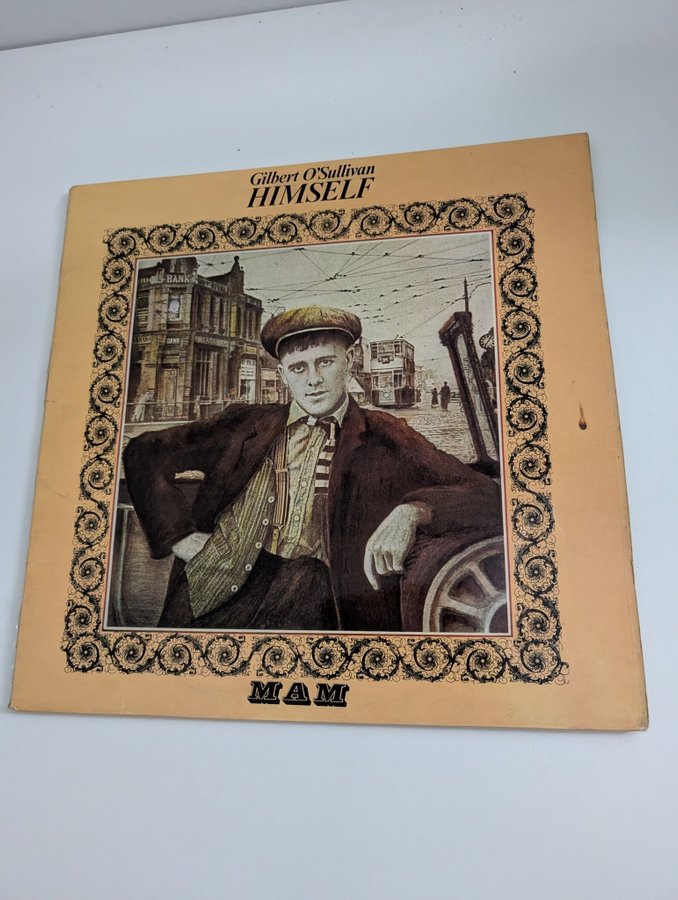 Gilbert O'Sullivan
HIMSELF
BANK
MAM